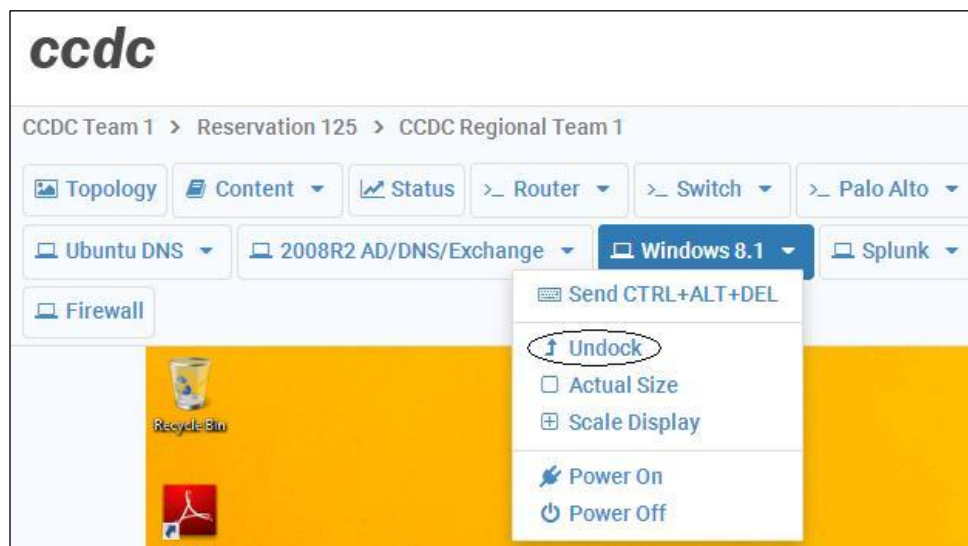 ccdc
CCDC Team 1 > Reservation 125 > CCDC Regional Team 1
Topology Content Status >_ Router >_ Switch >_ Palo Alto
Ubuntu DNS 2008R2 AD/DNS/Exchange Windows 8.1 Splunk
Firewall
Send CTRL+ALT+DEL
Undock
Actual Size
Scale Display
Power On
Power Off
Recycle Bin